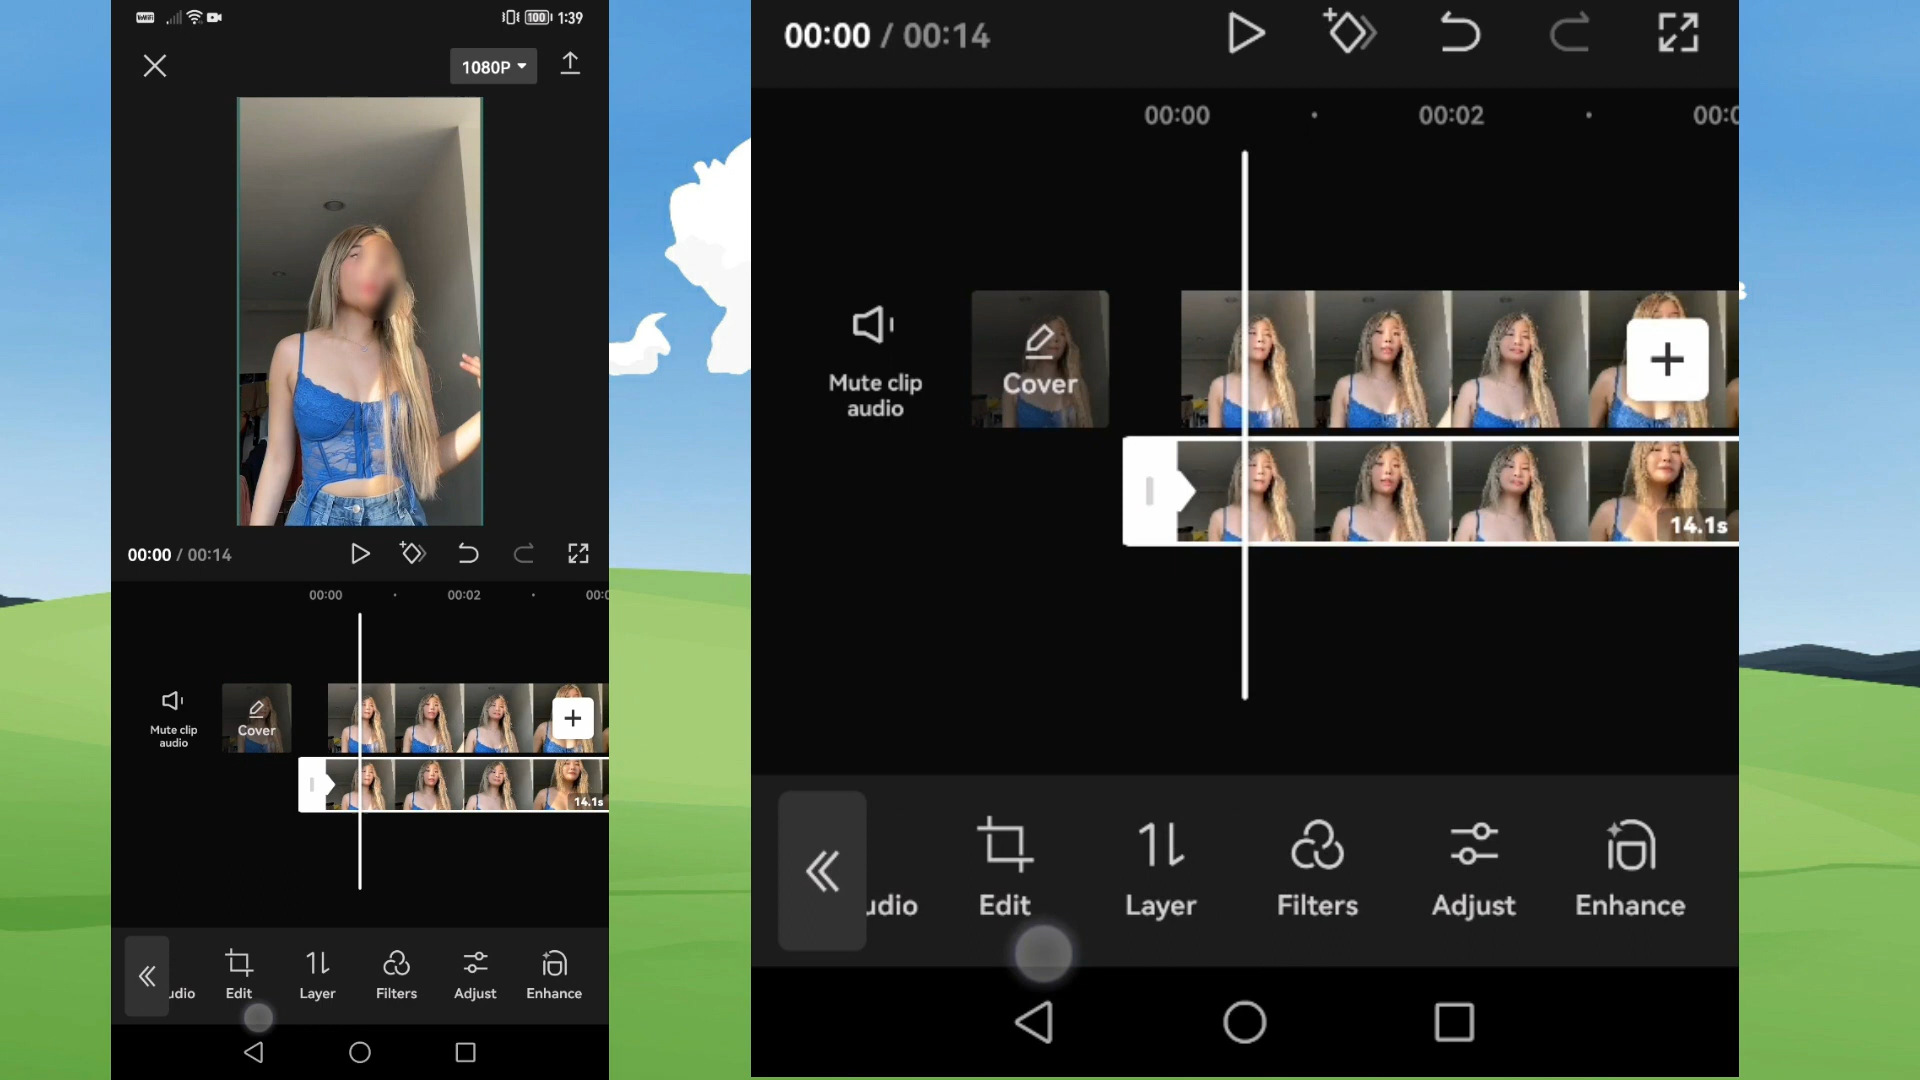 VoWiFi
100
1:39
1080P
00:00 / 00:14
00:00
00:02
Mute clip
audio
Cover
14.1s
Edit
Layer
Filters
Adjust
Enhance
00:00 / 00:14
00:00
00:02
Mute clip
audio
Cover
14.1s
Edit
Layer
Filters
Adjust
Enhance